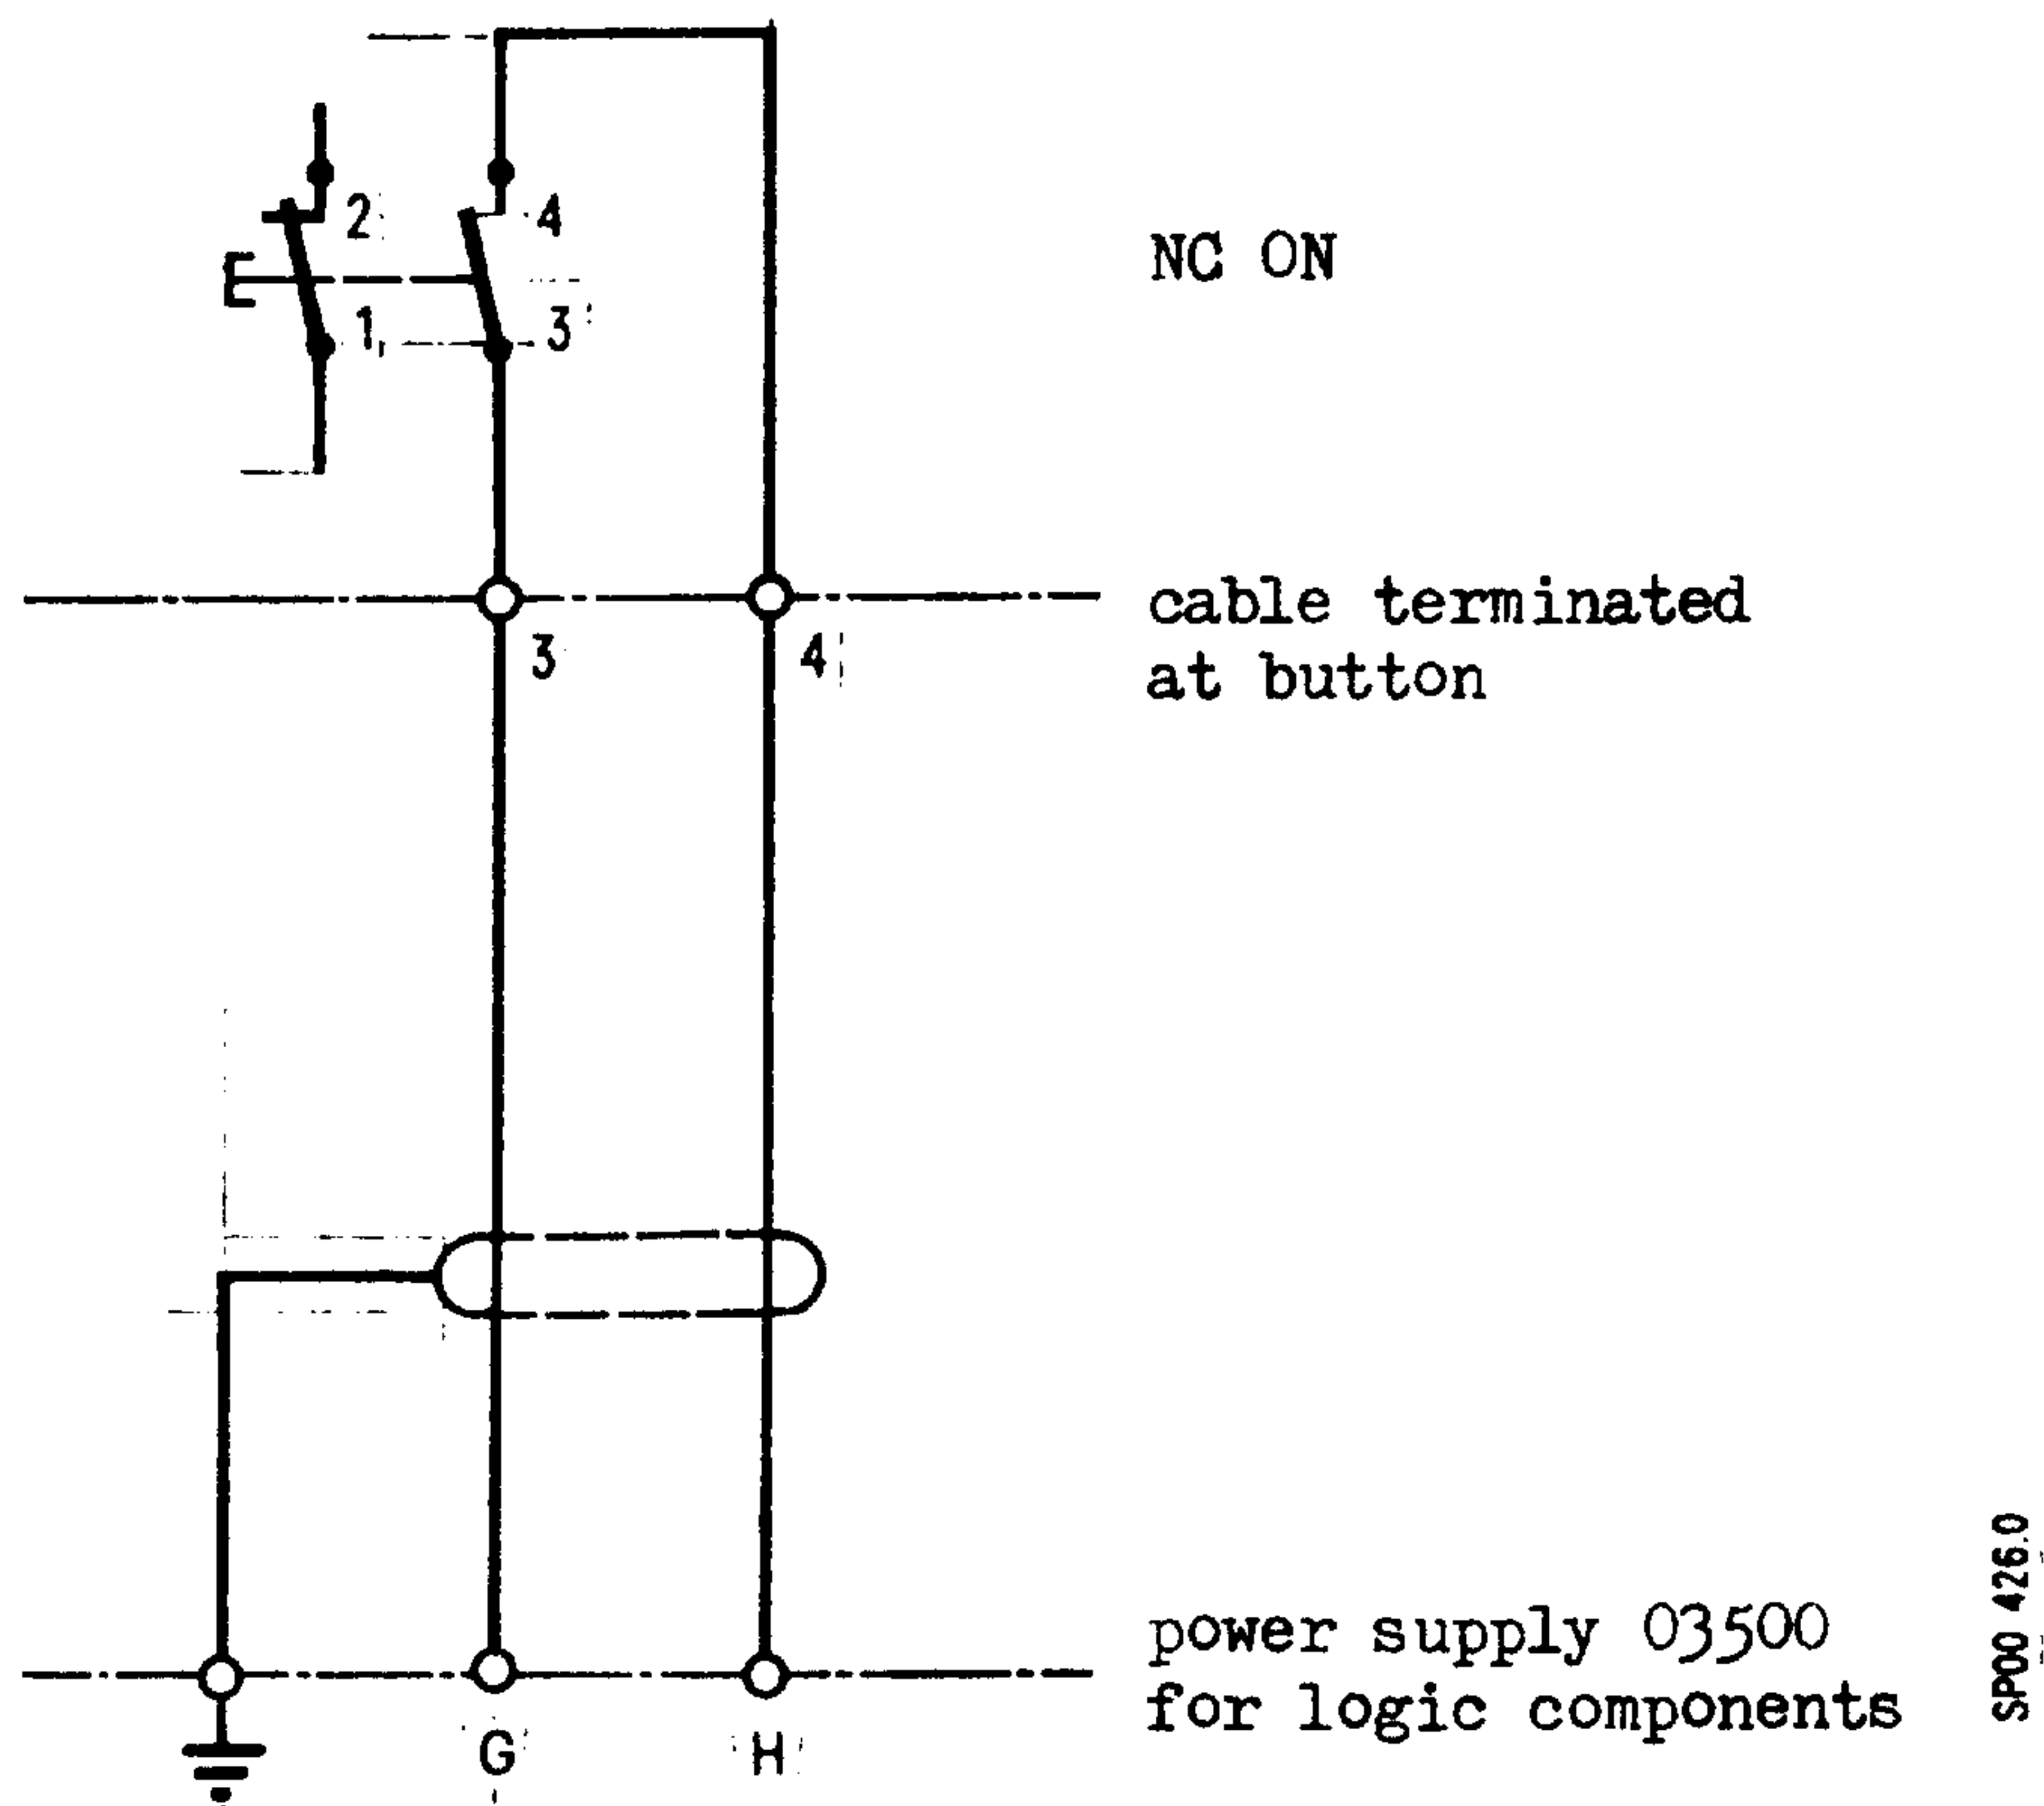 2
4
NC ON
1
3
cable terminated
at button
3
4
power supply 03500
for logic components
G
H
SP00 426.0